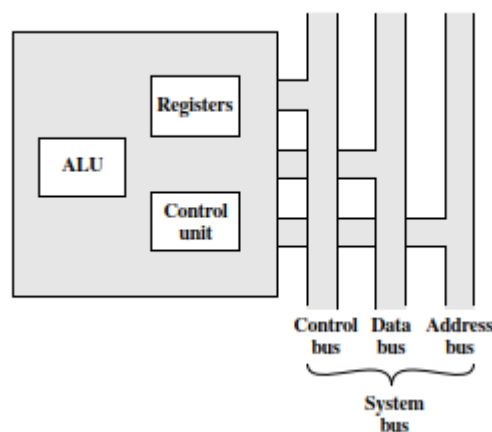 Registers
ALU
Control
unit
Control Data Address
bus bus bus
System
bus